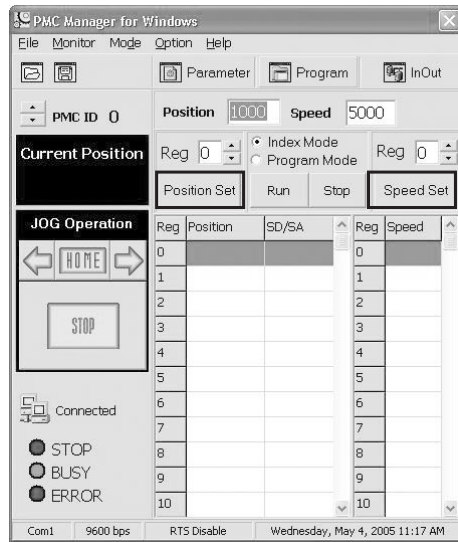 PMC Manager for Windows
File Monitor Mode Option Help
Parameter Program InOut
PMC ID 0
Position 1000 Speed 5000
Current Position
Reg 0
Index Mode
Program Mode
Reg 0
Position Set Run Stop Speed Set
JOG Operation
HOME
STOP
Connected
STOP
BUSY
ERROR
Reg Position SD/SA Reg Speed
0 0
1 1
2 2
3 3
4 4
5 5
6 6
7 7
8 8
9 9
10 10
Com1 9600 bps RTS Disable Wednesday, May 4, 2005 11:17 AM